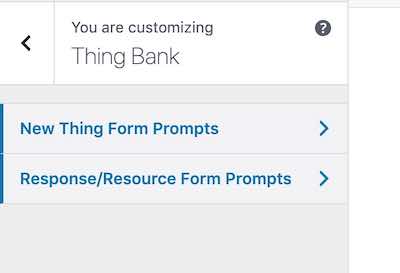 You are customizing
Thing Bank
New Thing Form Prompts
Response/Resource Form Prompts